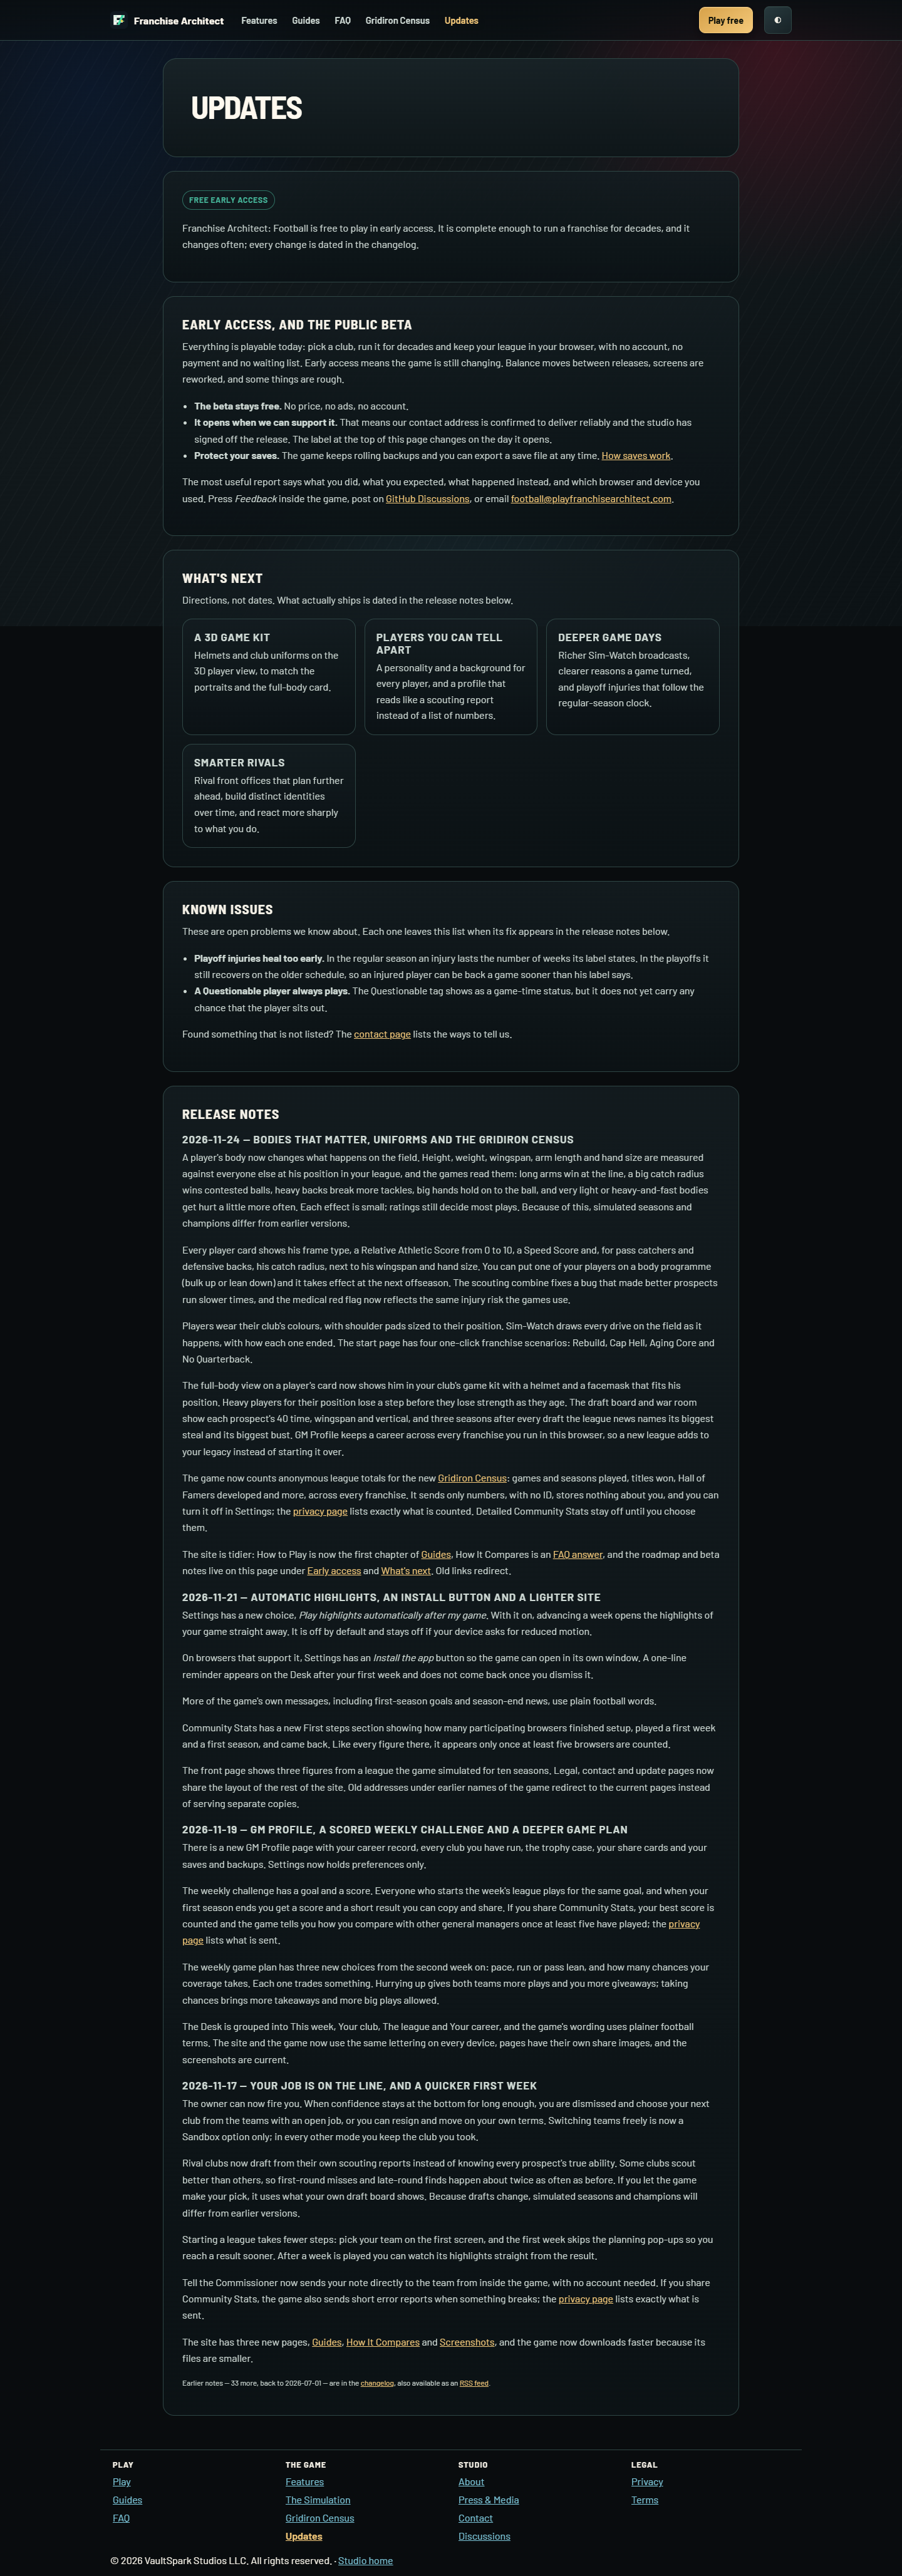 Franchise Architect Features Guides FAQ Gridiron Census Updates Play free
UPDATES
FREE EARLY ACCESS
Franchise Architect: Football is free to play in early access. It is complete enough to run a franchise for decades, and it
changes often; every change is dated in the changelog.
EARLY ACCESS, AND THE PUBLIC BETA
Everything is playable today: pick a club, run it for decades and keep your league in your browser, with no account, no
payment and no waiting list. Early access means the game is still changing. Balance moves between releases, screens are
reworked, and some things are rough.
• The beta stays free. No price, no ads, no account.
• It opens when we can support it. That means our contact address is confirmed to deliver reliably and the studio has
signed off the release. The label at the top of this page changes on the day it opens.
• Protect your saves. The game keeps rolling backups and you can export a save file at any time. How saves work.
The most useful report says what you did, what you expected, what happened instead, and which browser and device you
used. Press Feedback inside the game, post on GitHub Discussions, or email football@playfranchisearchitect.com.
WHAT'S NEXT
Directions, not dates. What actually ships is dated in the release notes below.
A 3D GAME KIT
Helmets and club uniforms on the
3D player view, to match the
portraits and the full-body card.
PLAYERS YOU CAN TELL
APART
A personality and a background for
every player, and a profile that
reads like a scouting report
instead of a list of numbers.
DEEPER GAME DAYS
Richer Sim-Watch broadcasts,
clearer reasons a game turned,
and playoff injuries that follow the
regular-season clock.
SMARTER RIVALS
Rival front offices that plan further
ahead, build distinct identities
over time, and react more sharply
to what you do.
KNOWN ISSUES
These are open problems we know about. Each one leaves this list when its fix appears in the release notes below.
• Playoff injuries heal too early. In the regular season an injury lasts the number of weeks its label states. In the playoffs it
still recovers on the older schedule, so an injured player can be back a game sooner than his label says.
• A Questionable player always plays. The Questionable tag shows as a game-time status, but it does not yet carry any
chance that the player sits out.
Found something that is not listed? The contact page lists the ways to tell us.
RELEASE NOTES
2026-11-24 — BODIES THAT MATTER, UNIFORMS AND THE GRIDIRON CENSUS
A player's body now changes what happens on the field. Height, weight, wingspan, arm length and hand size are measured
against everyone else at his position in your league, and the games read them: long arms win at the line, a big catch radius
wins contested balls, heavy backs break more tackles, big hands hold on to the ball, and very light or heavy-and-fast bodies
get hurt a little more often. Each effect is small; ratings still decide most plays. Because of this, simulated seasons and
champions differ from earlier versions.
Every player card shows his frame type, a Relative Athletic Score from 0 to 10, a Speed Score and, for pass catchers and
defensive backs, his catch radius, next to his wingspan and hand size. You can put one of your players on a body programme
(bulk up or lean down) and it takes effect at the next offseason. The scouting combine fixes a bug that made better prospects
run slower times, and the medical red flag now reflects the same injury risk the games use.
Players wear their club's colours, with shoulder pads sized to their position. Sim-Watch draws every drive on the field as it
happens, with how each one ended. The start page has four one-click franchise scenarios: Rebuild, Cap Hell, Aging Core and
No Quarterback.
The full-body view on a player's card now shows him in your club's game kit with a helmet and a facemask that fits his
position. Heavy players for their position lose a step before they lose strength as they age. The draft board and war room
show each prospect's 40 time, wingspan and vertical, and three seasons after every draft the league news names its biggest
steal and its biggest bust. GM Profile keeps a career across every franchise you run in this browser, so a new league adds to
your legacy instead of starting it over.
The game now counts anonymous league totals for the new Gridiron Census: games and seasons played, titles won, Hall of
Famers developed and more, across every franchise. It sends only numbers, with no ID, stores nothing about you, and you can
turn it off in Settings; the privacy page lists exactly what is counted. Detailed Community Stats stay off until you choose
them.
The site is tidier: How to Play is now the first chapter of Guides, How It Compares is an FAQ answer, and the roadmap and beta
notes live on this page under Early access and What's next. Old links redirect.
2026-11-21 — AUTOMATIC HIGHLIGHTS, AN INSTALL BUTTON AND A LIGHTER SITE
Settings has a new choice, Play highlights automatically after my game. With it on, advancing a week opens the highlights of
your game straight away. It is off by default and stays off if your device asks for reduced motion.
On browsers that support it, Settings has an Install the app button so the game can open in its own window. A one-line
reminder appears on the Desk after your first week and does not come back once you dismiss it.
More of the game's own messages, including first-season goals and season-end news, use plain football words.
Community Stats has a new First steps section showing how many participating browsers finished setup, played a first week
and a first season, and came back. Like every figure there, it appears only once at least five browsers are counted.
The front page shows three figures from a league the game simulated for ten seasons. Legal, contact and update pages now
share the layout of the rest of the site. Old addresses under earlier names of the game redirect to the current pages instead
of serving separate copies.
2026-11-19 — GM PROFILE, A SCORED WEEKLY CHALLENGE AND A DEEPER GAME PLAN
There is a new GM Profile page with your career record, every club you have run, the trophy case, your share cards and your
saves and backups. Settings now holds preferences only.
The weekly challenge has a goal and a score. Everyone who starts the week's league plays for the same goal, and when your
first season ends you get a score and a short result you can copy and share. If you share Community Stats, your best score is
counted and the game tells you how you compare with other general managers once at least five have played; the privacy
page lists what is sent.
The weekly game plan has three new choices from the second week on: pace, run or pass lean, and how many chances your
coverage takes. Each one trades something. Hurrying up gives both teams more plays and you more giveaways; taking
chances brings more takeaways and more big plays allowed.
The Desk is grouped into This week, Your club, The league and Your career, and the game's wording uses plainer football
terms. The site and the game now use the same lettering on every device, pages have their own share images, and the
screenshots are current.
2026-11-17 — YOUR JOB IS ON THE LINE, AND A QUICKER FIRST WEEK
The owner can now fire you. When confidence stays at the bottom for long enough, you are dismissed and choose your next
club from the teams with an open job, or you can resign and move on your own terms. Switching teams freely is now a
Sandbox option only; in every other mode you keep the club you took.
Rival clubs now draft from their own scouting reports instead of knowing every prospect's true ability. Some clubs scout
better than others, so first-round misses and late-round finds happen about twice as often as before. If you let the game
make your pick, it uses what your own draft board shows. Because drafts change, simulated seasons and champions will
differ from earlier versions.
Starting a league takes fewer steps: pick your team on the first screen, and the first week skips the planning pop-ups so you
reach a result sooner. After a week is played you can watch its highlights straight from the result.
Tell the Commissioner now sends your note directly to the team from inside the game, with no account needed. If you share
Community Stats, the game also sends short error reports when something breaks; the privacy page lists exactly what is
sent.
The site has three new pages, Guides, How It Compares and Screenshots, and the game now downloads faster because its
files are smaller.
Earlier notes — 33 more, back to 2026-07-01 — are in the changelog, also available as an RSS feed.
PLAY
Play
Guides
FAQ
THE GAME
Features
The Simulation
Gridiron Census
Updates
STUDIO
About
Press & Media
Contact
Discussions
LEGAL
Privacy
Terms
© 2026 VaultSpark Studios LLC. All rights reserved. · Studio home